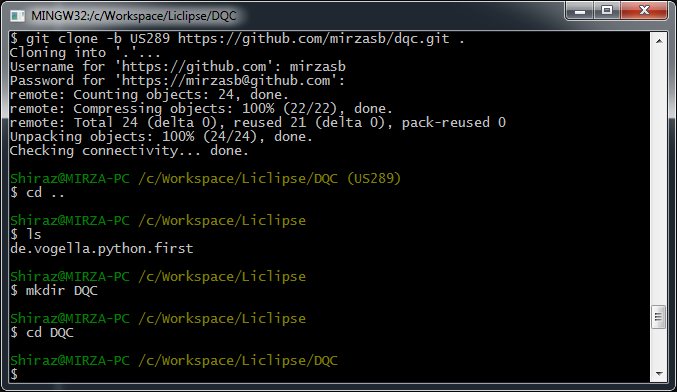 MINGW32:/c/Workspace/Liclipse/DQC
$ git clone -b US289 https://github.com/mirzasb/dqc.git .
Cloning into '.'...
Username for 'https://github.com': mirzasb
Password for 'https://mirzasb@github.com':
remote: Counting objects: 24, done.
remote: Compressing objects: 100% (22/22), done.
remote: Total 24 (delta 0), reused 21 (delta 0), pack-reused 0
Unpacking objects: 100% (24/24), done.
Checking connectivity... done.
Shiraz@MIRZA-PC /c/Workspace/Liclipse/DQC (US289)
$ cd ..
Shiraz@MIRZA-PC /c/Workspace/Liclipse
$ ls
de.vogella.python.first
Shiraz@MIRZA-PC /c/Workspace/Liclipse
$ mkdir DQC
Shiraz@MIRZA-PC /c/Workspace/Liclipse
$ cd DQC
Shiraz@MIRZA-PC /c/Workspace/Liclipse/DQC
$